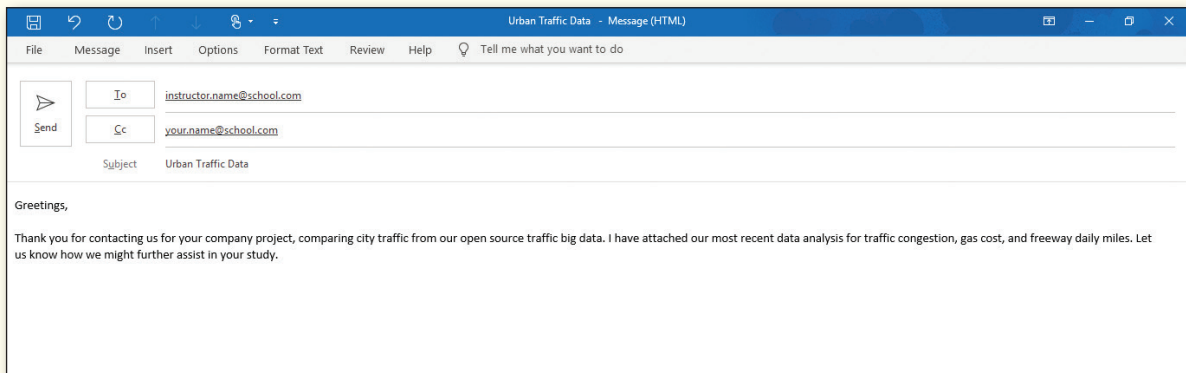 Urban Traffic Data - Message (HTML)
File Message Insert Options Format Text Review Help Tell me what you want to do
To instructor.name@school.com
Send Cc your.name@school.com
Subject Urban Traffic Data
Greetings,
Thank you for contacting us for your company project, comparing city traffic from our open source traffic big data. I have attached our most recent data analysis for traffic congestion, gas cost, and freeway daily miles. Let
us know how we might further assist in your study.